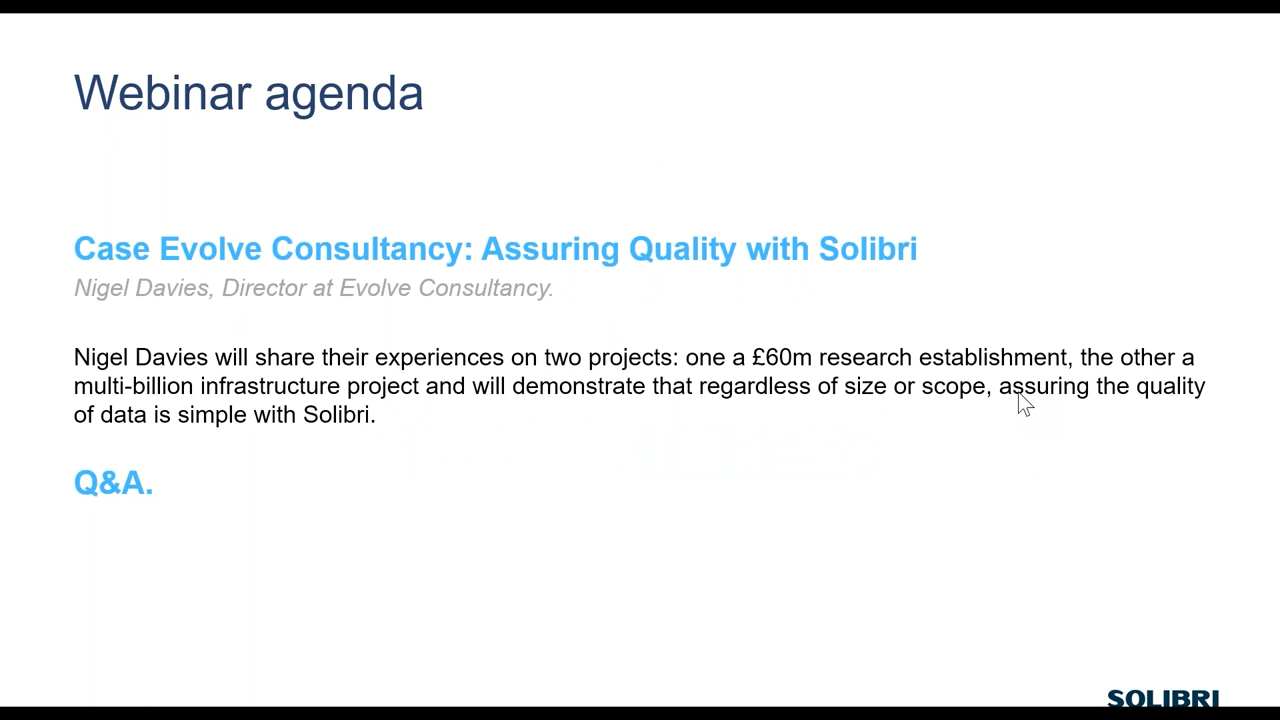 Webinar agenda
Case Evolve Consultancy: Assuring Quality with Solibri
Nigel Davies, Director at Evolve Consultancy.
Nigel Davies will share their experiences on two projects: one a £60m research establishment, the other a
multi-billion infrastructure project and will demonstrate that regardless of size or scope, assuring the quality
of data is simple with Solibri.
Q&A.
SOLIBRI